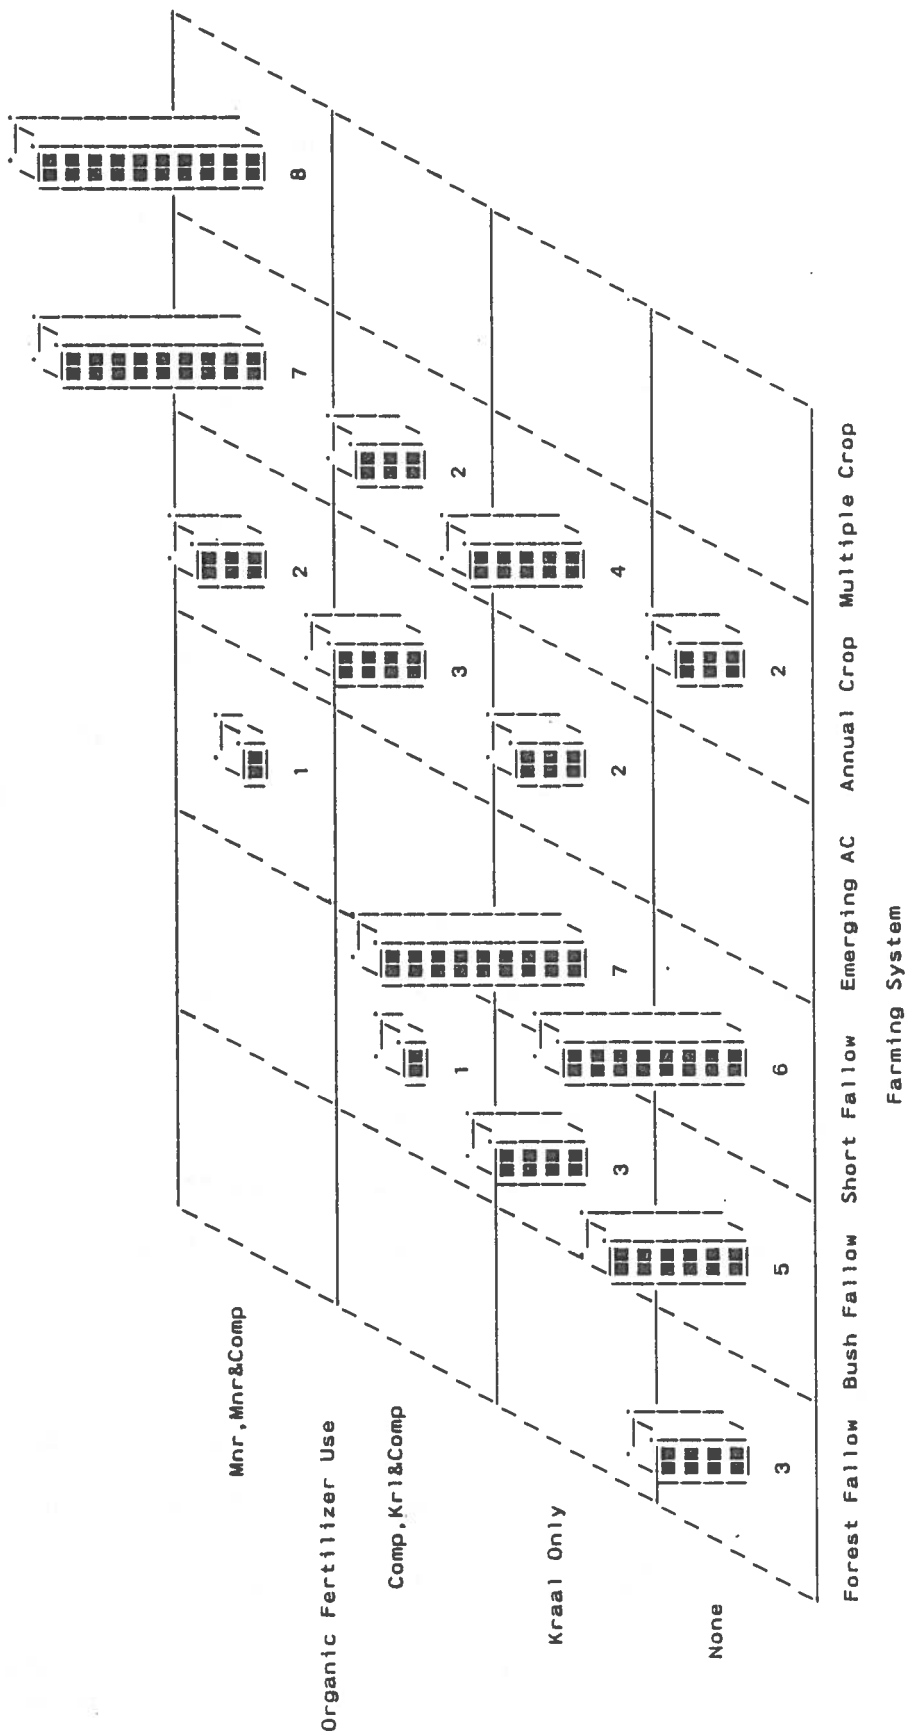 Mnr,Mnr&Comp
1 2 7 8
Organic Fertilizer Use
Comp,Krl&Comp
1 3 2
Kraal Only
3 7 2 4
None
3 5 6 2
Forest Fallow Bush Fallow Short Fallow Emerging AC Annual Crop Multiple Crop
Farming System